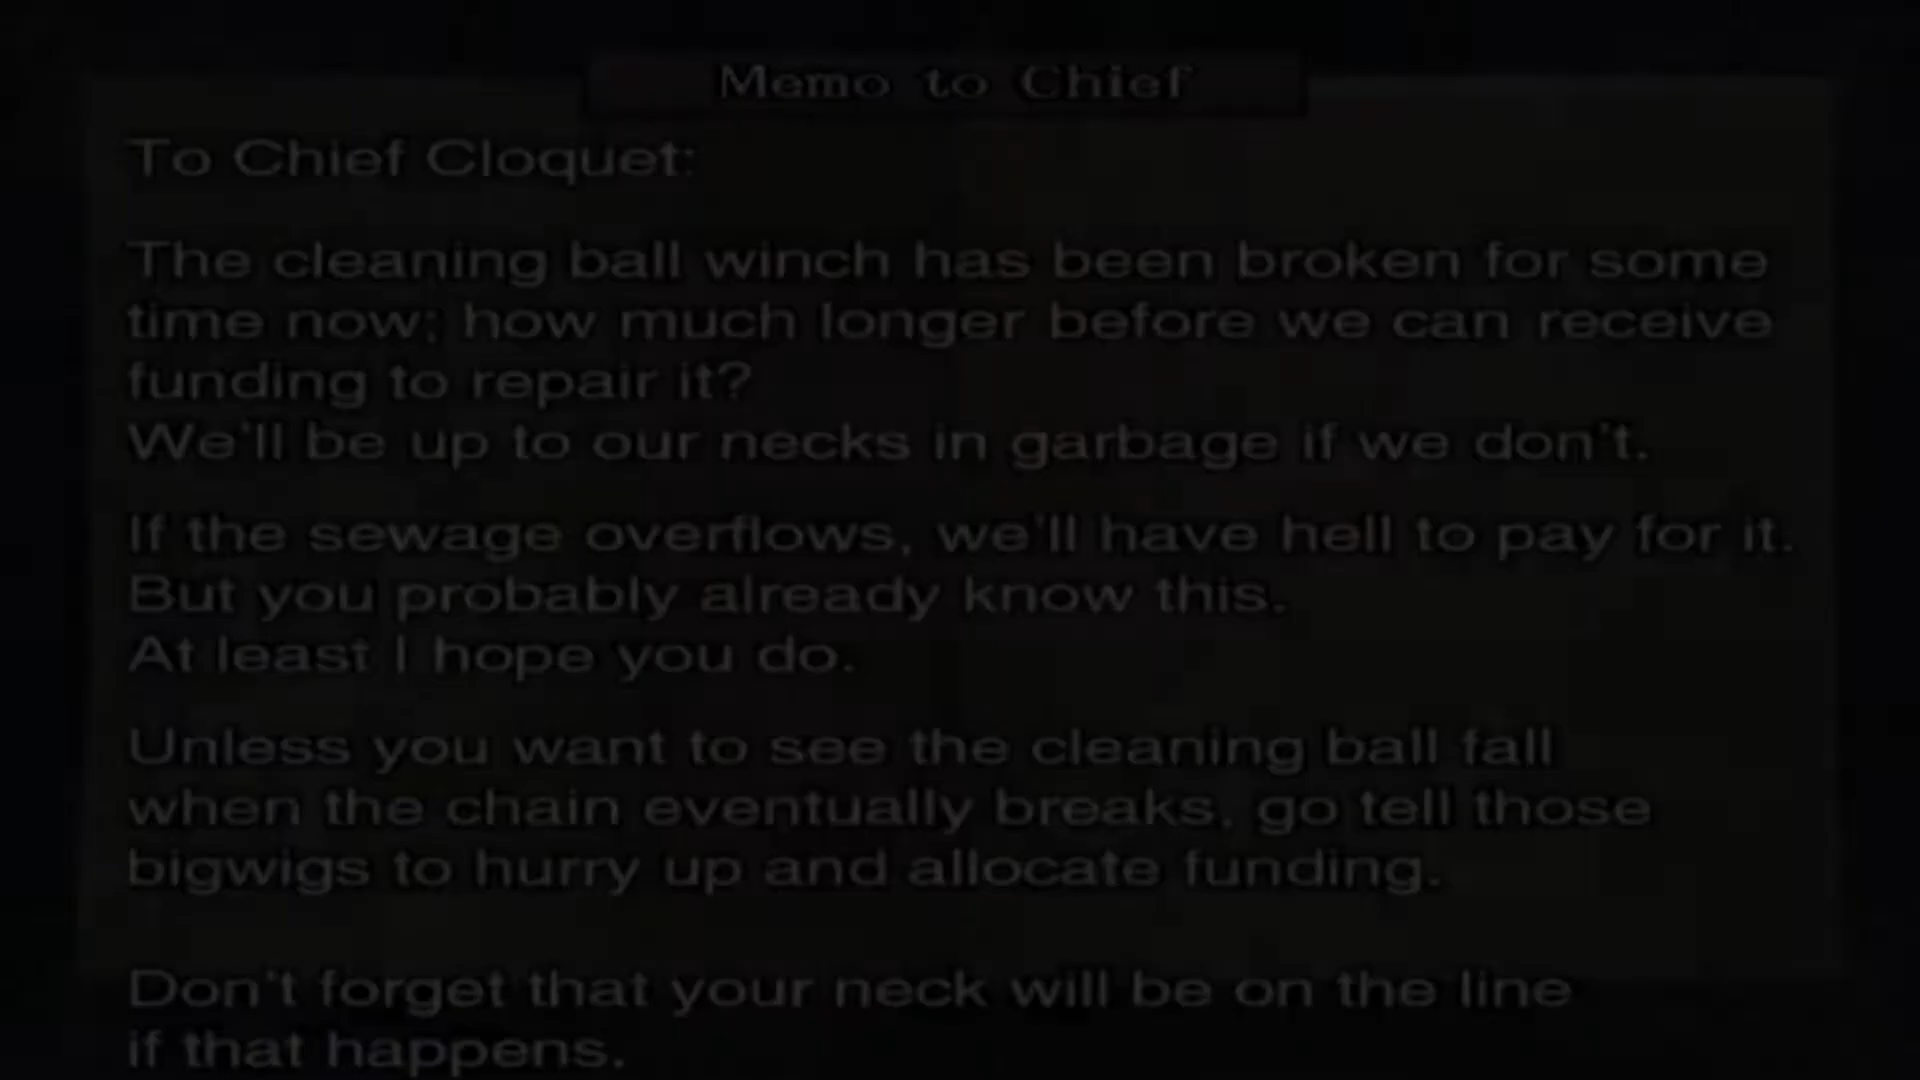 Memo to Chief
To Chief Cloquet:
The cleaning ball winch has been broken for some
time now; how much longer before we can receive
funding to repair it?
We'll be up to our necks in garbage if we don't.
If the sewage overflows, we'll have hell to pay for it.
But you probably already know this.
At least I hope you do.
Unless you want to see the cleaning ball fall
when the chain eventually breaks, go tell those
bigwigs to hurry up and allocate funding.
Don't forget that your neck will be on the line
if that happens.